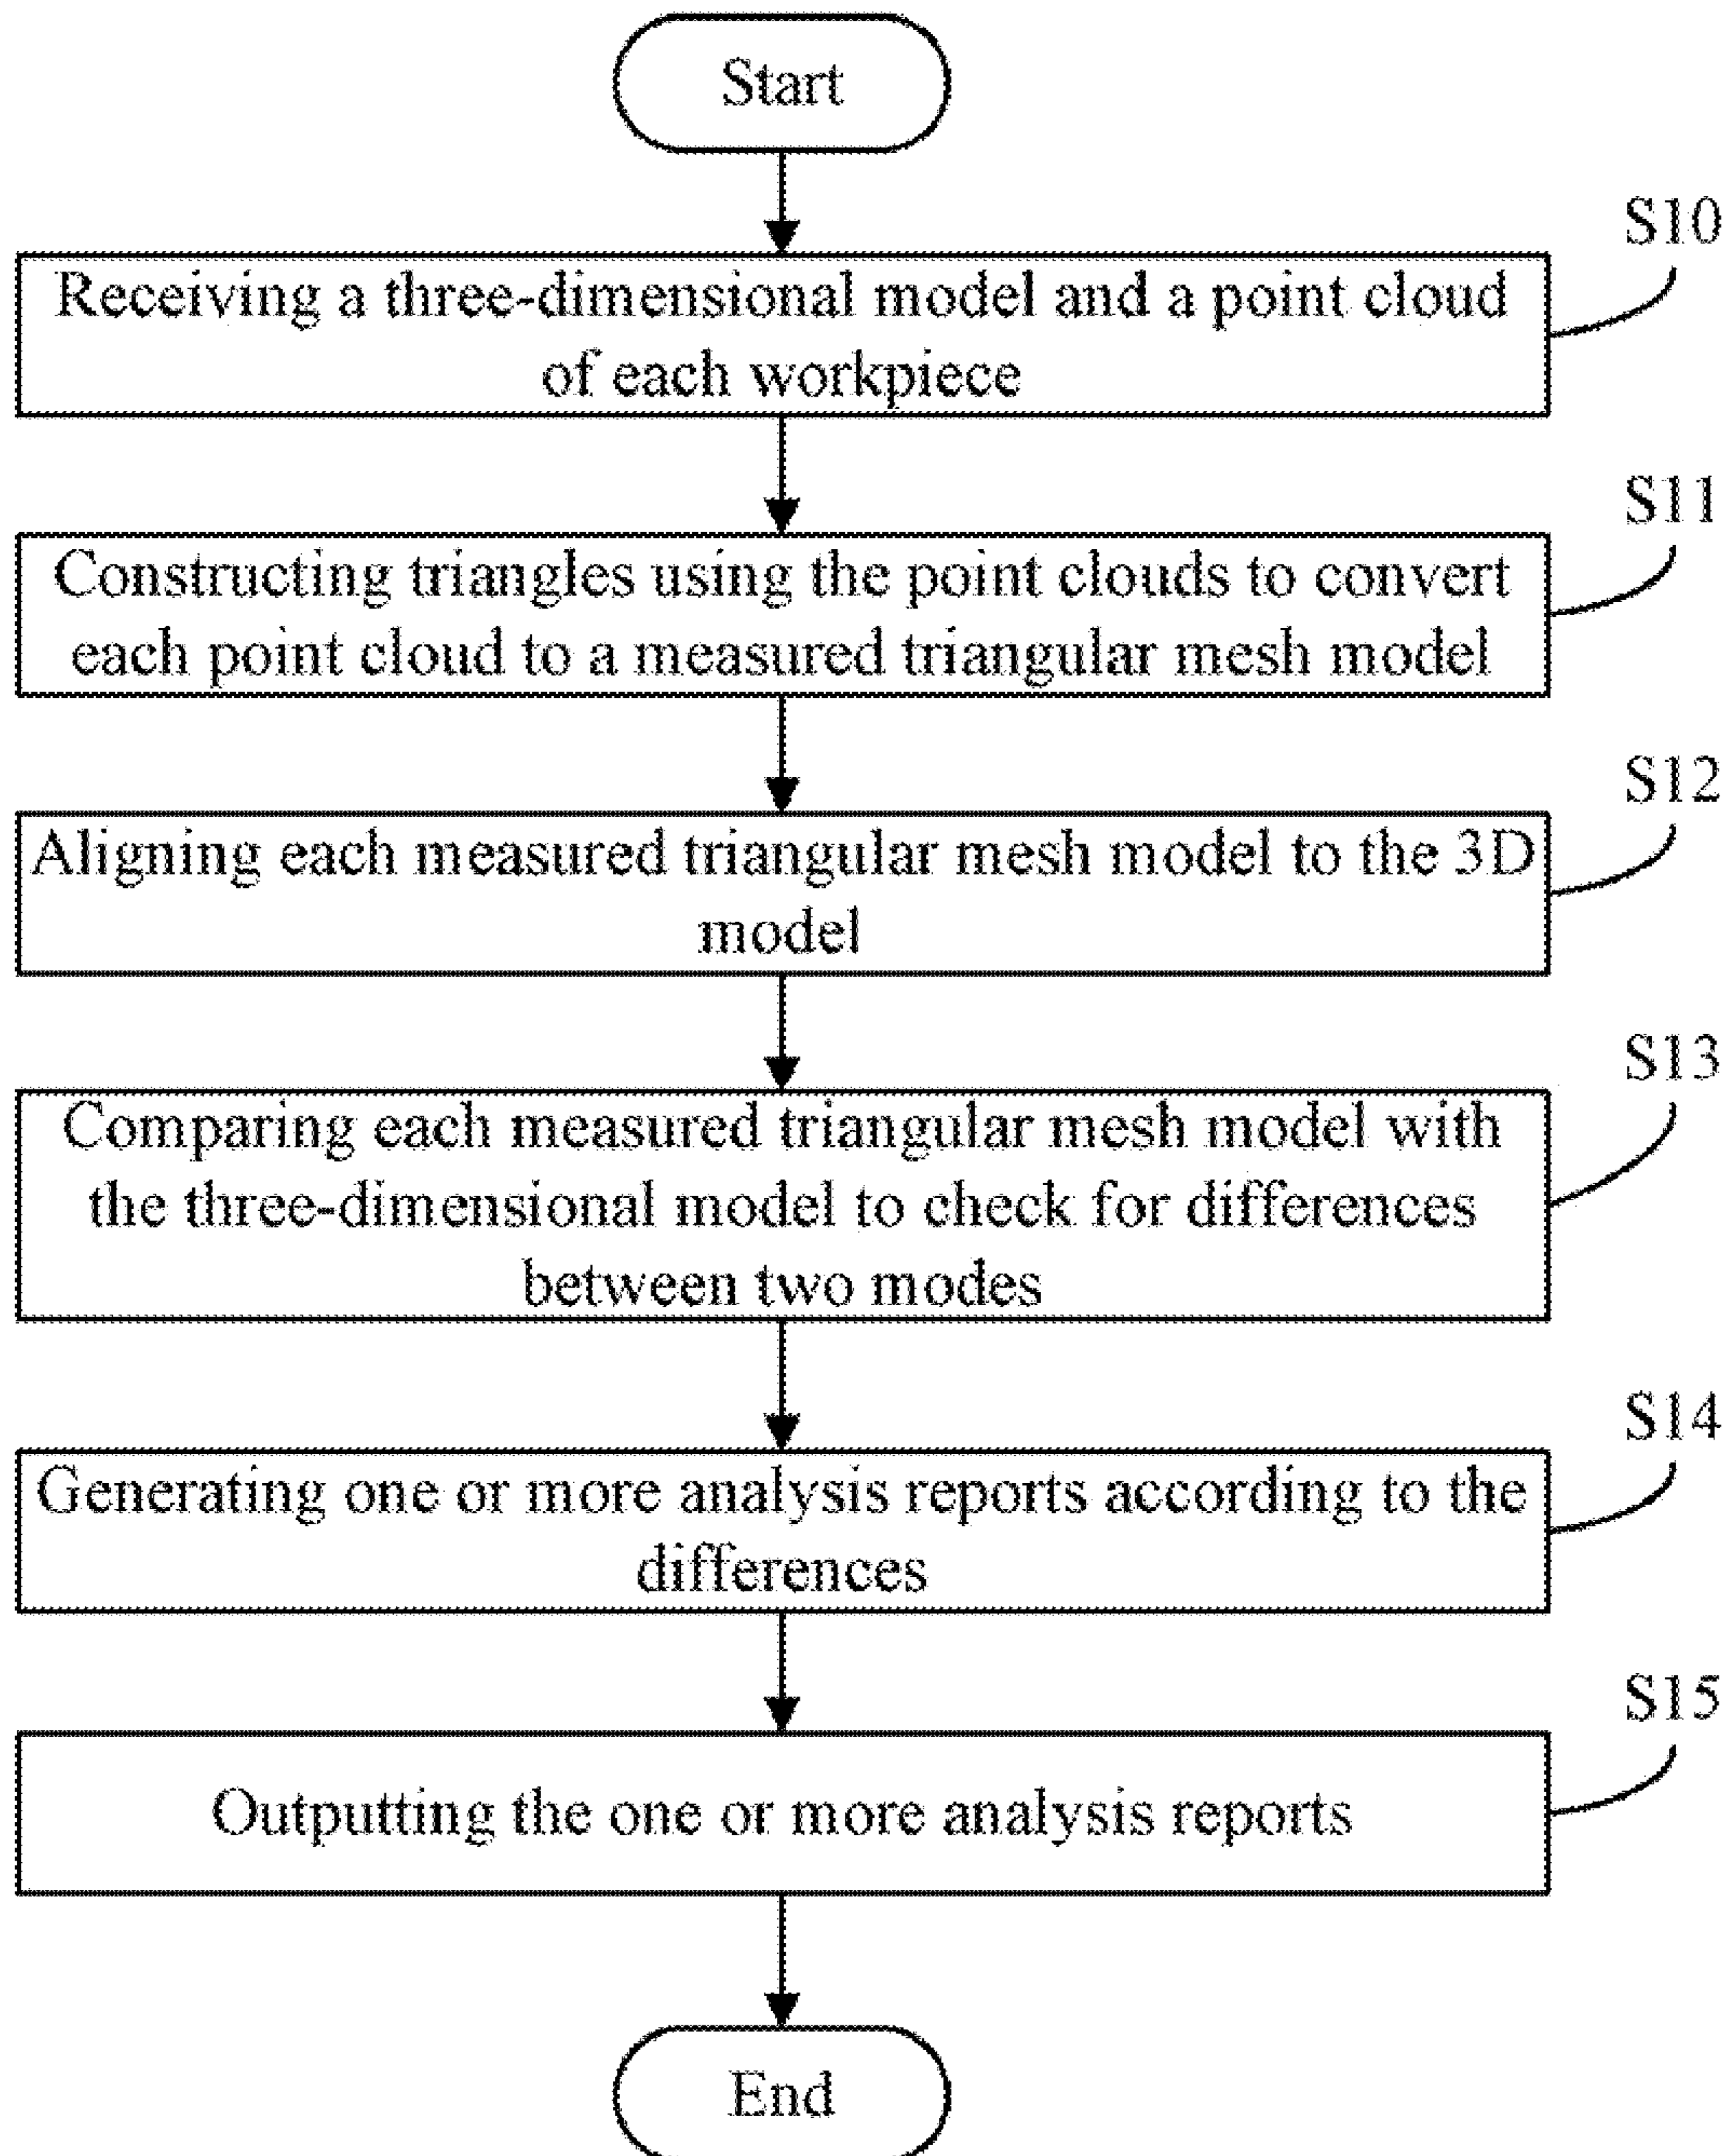 Start
S10
Receiving a three-dimensional model and a point cloud
of each workpiece
S11
Constructing triangles using the point clouds to convert
each point cloud to a measured triangular mesh model
S12
Aligning each measured triangular mesh model to the 3D
model
S13
Comparing each measured triangular mesh model with
the three-dimensional model to check for differences
between two modes
S14
Generating one or more analysis reports according to the
differences
S15
Outputting the one or more analysis reports
End